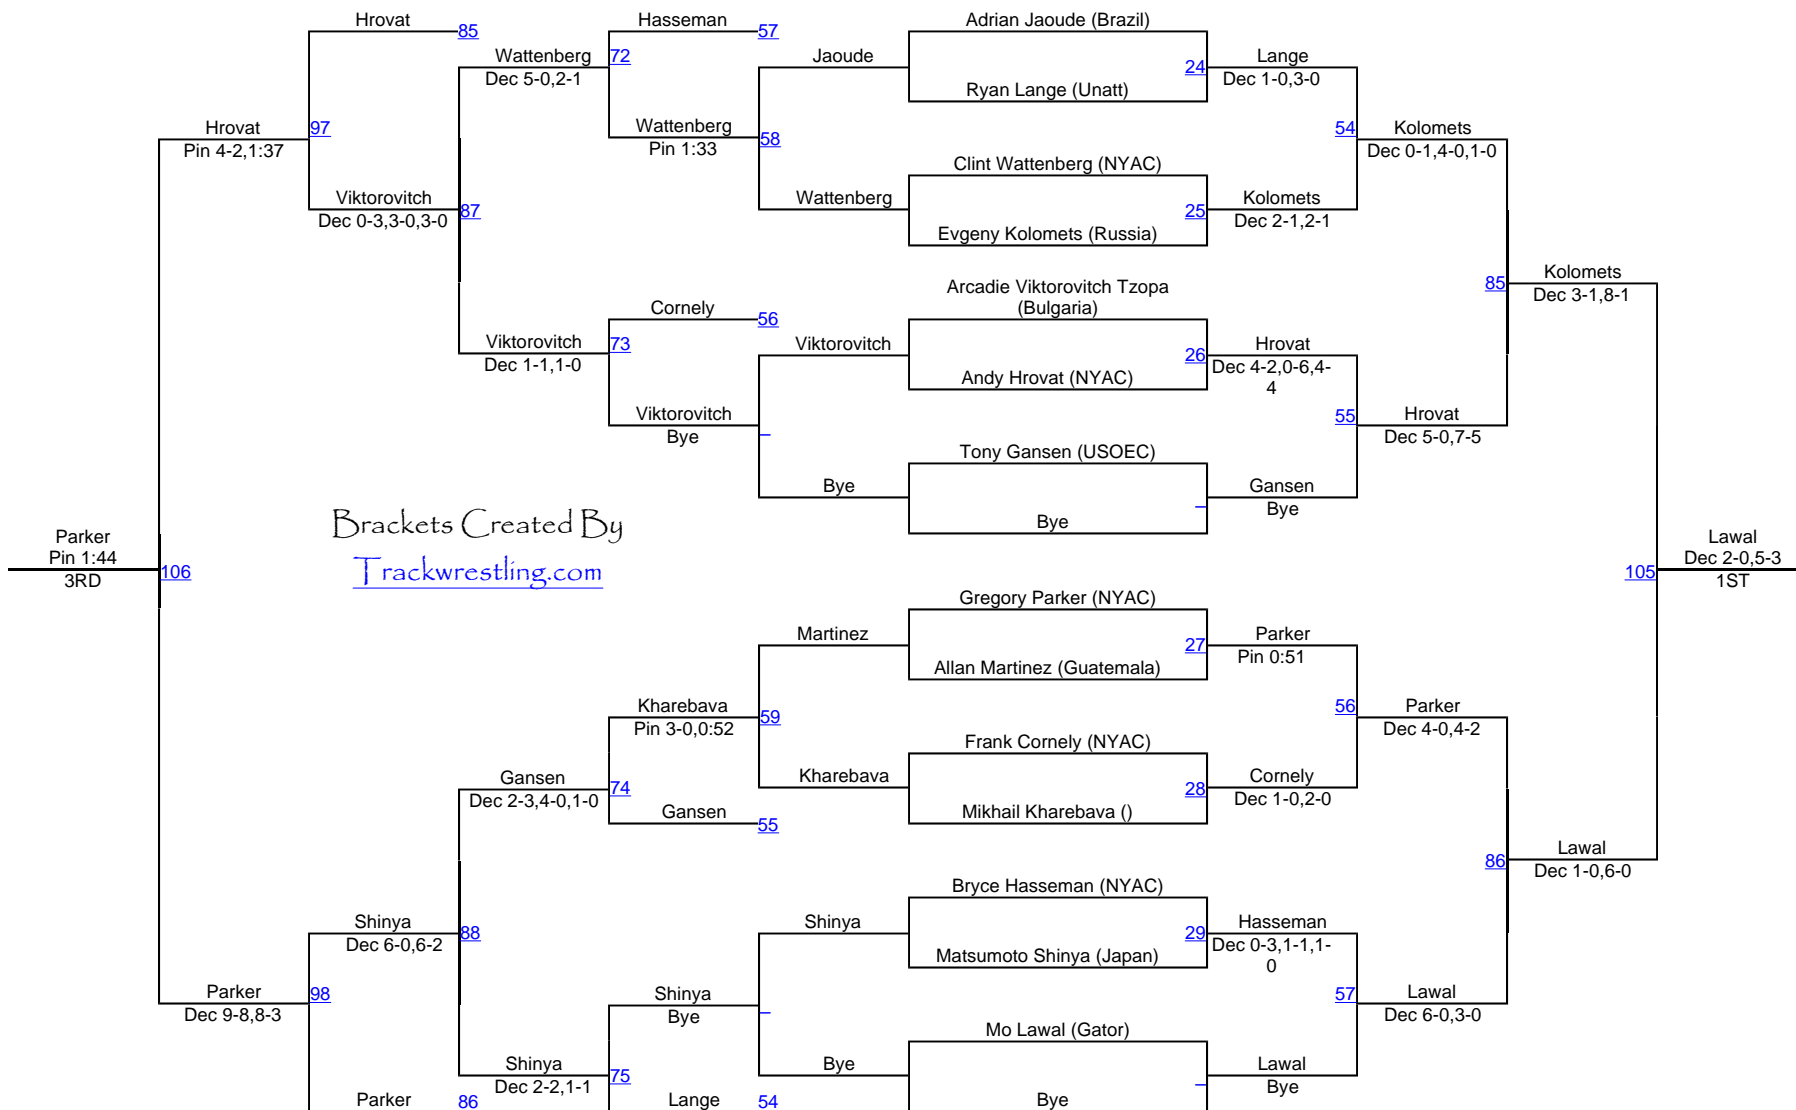 Hrovat
85
Hasseman
57
Adrian Jaoude (Brazil)
Wattenberg
72
Dec 5-0,2-1
Jaoude
24
Lange
Dec 1-0,3-0
Ryan Lange (Unatt)
Hrovat
97
Pin 4-2,1:37
Wattenberg
58
Pin 1:33
54
Kolomets
Dec 0-1,4-0,1-0
Clint Wattenberg (NYAC)
Viktorovitch
87
Dec 0-3,3-0,3-0
Wattenberg
25
Kolomets
Dec 2-1,2-1
Evgeny Kolomets (Russia)
85
Kolomets
Dec 3-1,8-1
Arcadie Viktorovitch Tzopa
(Bulgaria)
Cornely
56
Viktorovitch
73
Dec 1-1,1-0
Viktorovitch
26
Hrovat
Dec 4-2,0-6,4-
4
Andy Hrovat (NYAC)
Viktorovitch
Bye
55
Hrovat
Dec 5-0,7-5
Tony Gansen (USOEC)
Bye
Gansen
Bye
Bye
Brackets Created By
Trackwrestling.com
Parker
Pin 1:44
3RD
106
105
Lawal
Dec 2-0,5-3
1ST
Gregory Parker (NYAC)
Martinez
27
Parker
Pin 0:51
Allan Martinez (Guatemala)
Kharebava
59
Pin 3-0,0:52
56
Parker
Dec 4-0,4-2
Frank Cornely (NYAC)
Gansen
74
Dec 2-3,4-0,1-0
Kharebava
28
Cornely
Dec 1-0,2-0
Gansen
55
Mikhail Kharebava ()
86
Lawal
Dec 1-0,6-0
Bryce Hasseman (NYAC)
Shinya
88
Dec 6-0,6-2
Shinya
29
Hasseman
Dec 0-3,1-1,1-
0
Matsumoto Shinya (Japan)
Parker
98
Dec 9-8,8-3
Shinya
Bye
57
Lawal
Dec 6-0,3-0
Mo Lawal (Gator)
Shinya
75
Dec 2-2,1-1
Bye
Lawal
Bye
Parker
86
Lange
54
Bye